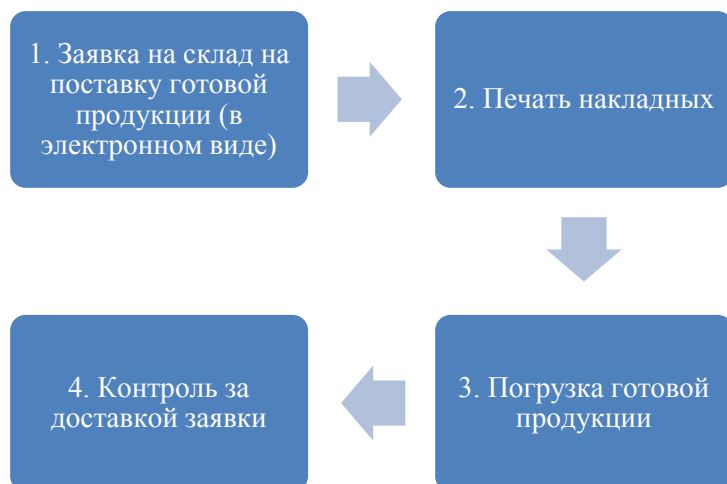 1. Заявка на склад на
поставку готовой
продукции (в
электронном виде)
2. Печать накладных
3. Погрузка готовой
продукции
4. Контроль за
доставкой заявки